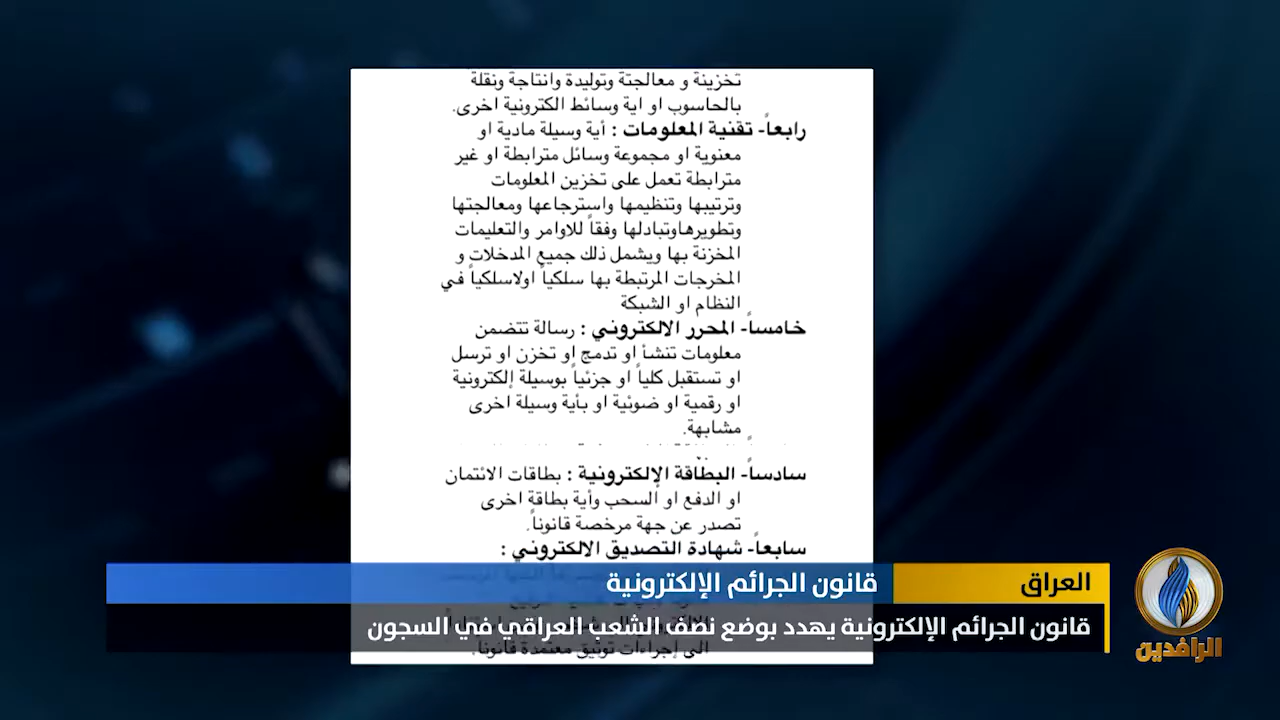 تخزينة و معالجتة وتوليدة وانتاجة ونقلة
بالحاسوب او اية وسائط الكترونية اخرى.
رابعاً- تقنية المعلومات : أية وسيلة مادية او
معنوية او مجموعة وسائل مترابطة او غير
مترابطة تعمل على تخزين المعلومات
وترتيبها وتنظيمها واسترجاعها ومعالجتها
وتطويرهاوتبادلها وفقاً للاوامر والتعليمات
المخزنة بها ويشمل ذلك جميع المدخلات و
المخرجات المرتبطة بها سلكياً اولاسلكياً في
النظام او الشبكة
خامساً- المحرر الالكتروني : رسالة تتضمن
معلومات تنشأ او تدمج او تخزن او ترسل
او تستقبل كلياً او جزئياً بوسيلة إلكترونية
او رقمية او ضوئية او بأية وسيلة اخرى
مشابهة.
سادساً- البطاقة الإلكترونية : بطاقات الائتمان
او الدفع او السحب وأية بطاقة اخرى
تصدر عن جهة مرخصة قانوناً.
سابعاً- شهادة التصديق الالكتروني :
العراق
قانون الجرائم الإلكترونية
قانون الجرائم الإلكترونية يهدد بوضع نصف الشعب العراقي في السجون
الى إجراءات توثيق معتمدة قانوناً.
الرافدين